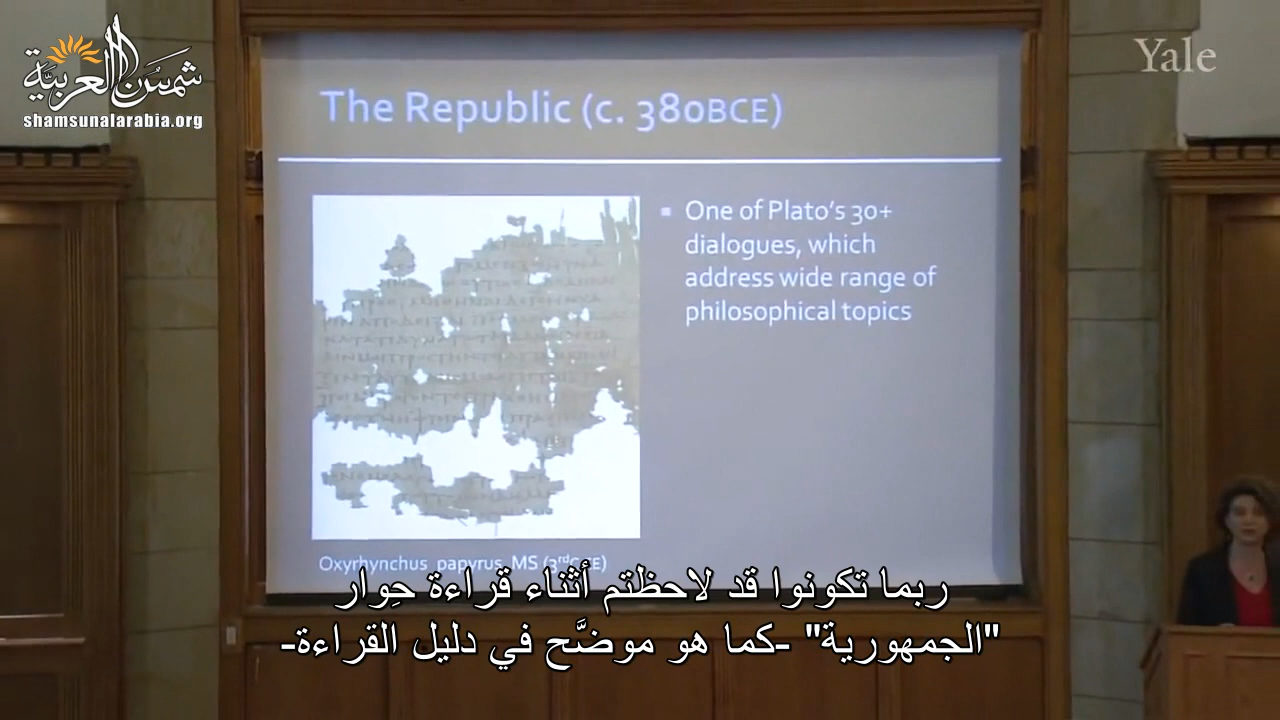 شمس العربية
shamsunalarabia.org
Yale
The Republic (c. 380BCE)
One of Plato's 30+
dialogues, which
address wide range of
philosophical topics
Oxyrhynchus papyrus, MS (3rd
ربما تكونوا قد لاحظتم أثناء قراءة حِوار
"الجمهورية" -كما هو موضَّح في دليل القراءة-